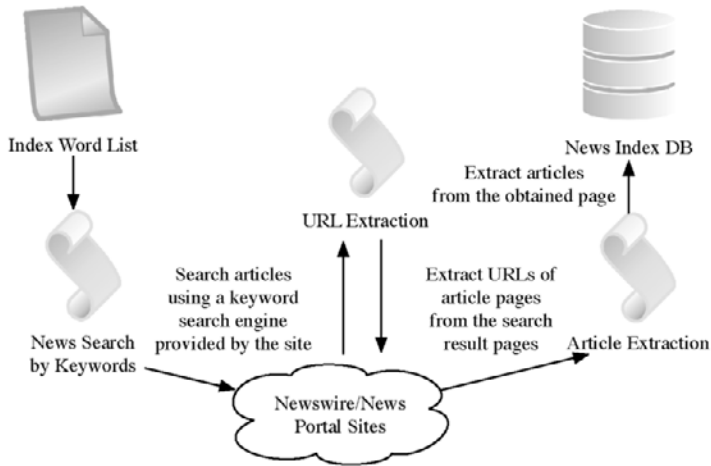 Index Word List
News Index DB
Extract articles
from the obtained page
URL Extraction
Search articles
using a keyword
search engine
provided by the site
Extract URLs of
article pages
from the search
result pages
News Search
by Keywords
Article Extraction
Newswire/News
Portal Sites